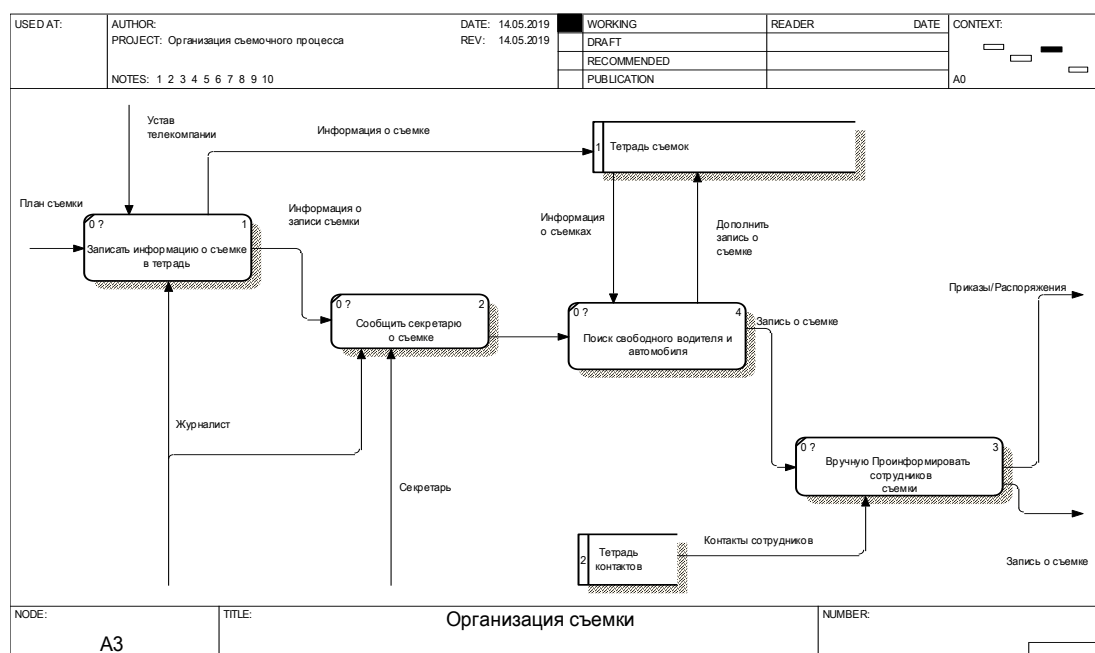 USED AT:
AUTHOR:
DATE: 14.05.2019
WORKING
READER
DATE
CONTEXT:
PROJECT: Организация съемочного процесса
REV: 14.05.2019
DRAFT
RECOMMENDED
NOTES: 1 2 3 4 5 6 7 8 9 10
PUBLICATION
A0
Устав
телекомпании
Информация о съемке
1
Тетрадь съемок
План съемки
0 ?
1
Записать информацию о съемке
в тетрадь
Информация о
записи съемки
Информация
о съемках
Дополнить
запись о
съемке
0 ?
2
Сообщить секретарю
о съемке
0 ?
4
Поиск свободного водителя и
автомобиля
Запись о съемке
Приказы/Распоряжения
Журналист
Секретарь
0 ?
3
Вручную Проинформировать
сотрудников
съемки
2
Тетрадь
контактов
Контакты сотрудников
Запись о съемке
NODE:
A3
TITLE:
Организация съемки
NUMBER: